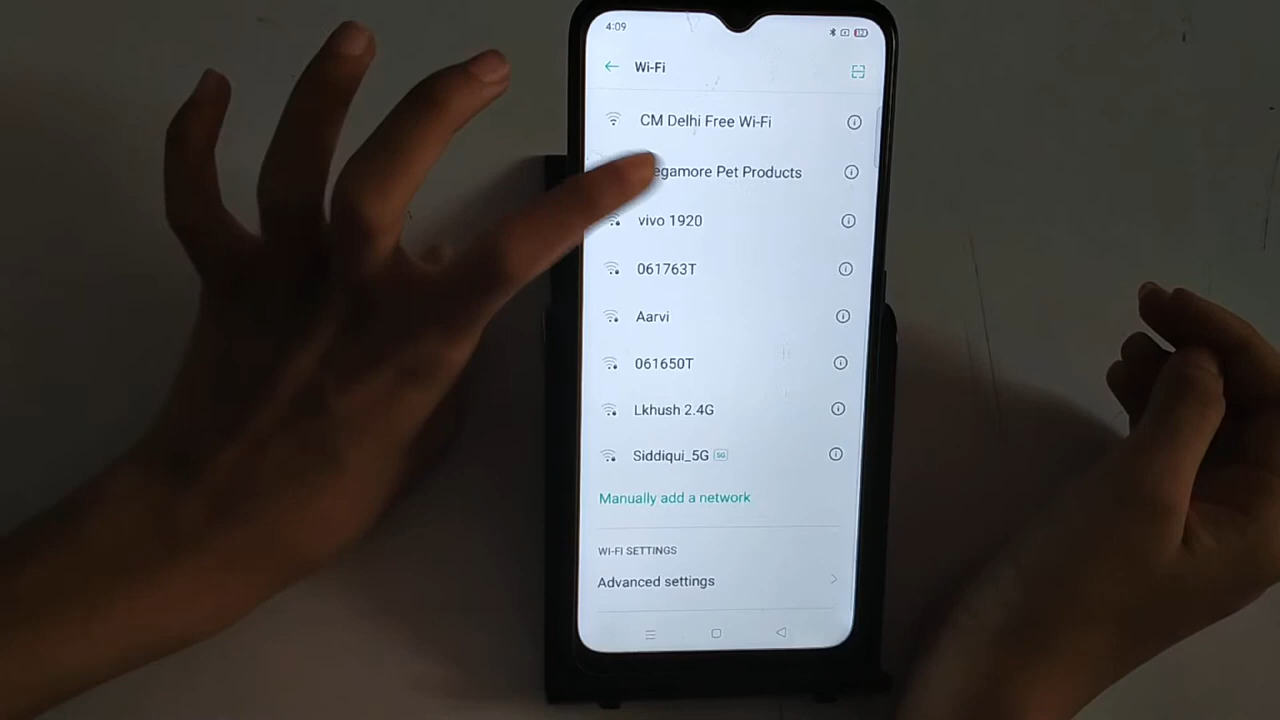 4:09
12
Wi-Fi
CM Delhi Free Wi-Fi
Pet Products
vivo 1920
061763T
Aarvi
061650T
Lkhush 2.4G
Siddiqui_5G 5G
Manually add a network
WI-FI SETTINGS
Advanced settings